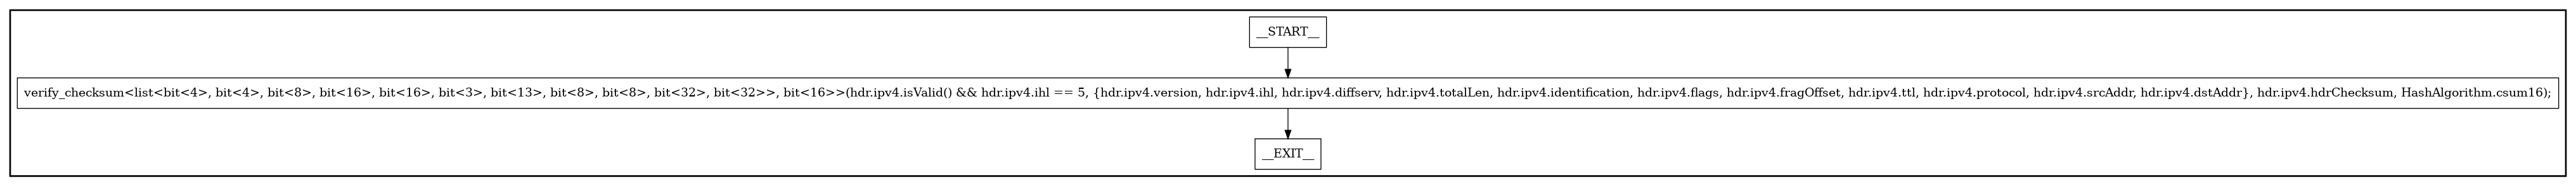 __START__
verify_checksum<list<bit<4>, bit<4>, bit<8>, bit<16>, bit<16>, bit<3>, bit<13>, bit<8>, bit<8>, bit<32>, bit<32>>, bit<16>>(hdr.ipv4.isValid() && hdr.ipv4.ihl == 5, {hdr.ipv4.version, hdr.ipv4.ihl, hdr.ipv4.diffserv, hdr.ipv4.totalLen, hdr.ipv4.identification, hdr.ipv4.flags, hdr.ipv4.fragOffset, hdr.ipv4.ttl, hdr.ipv4.protocol, hdr.ipv4.srcAddr, hdr.ipv4.dstAddr}, hdr.ipv4.hdrChecksum, HashAlgorithm.csum16);
__EXIT__